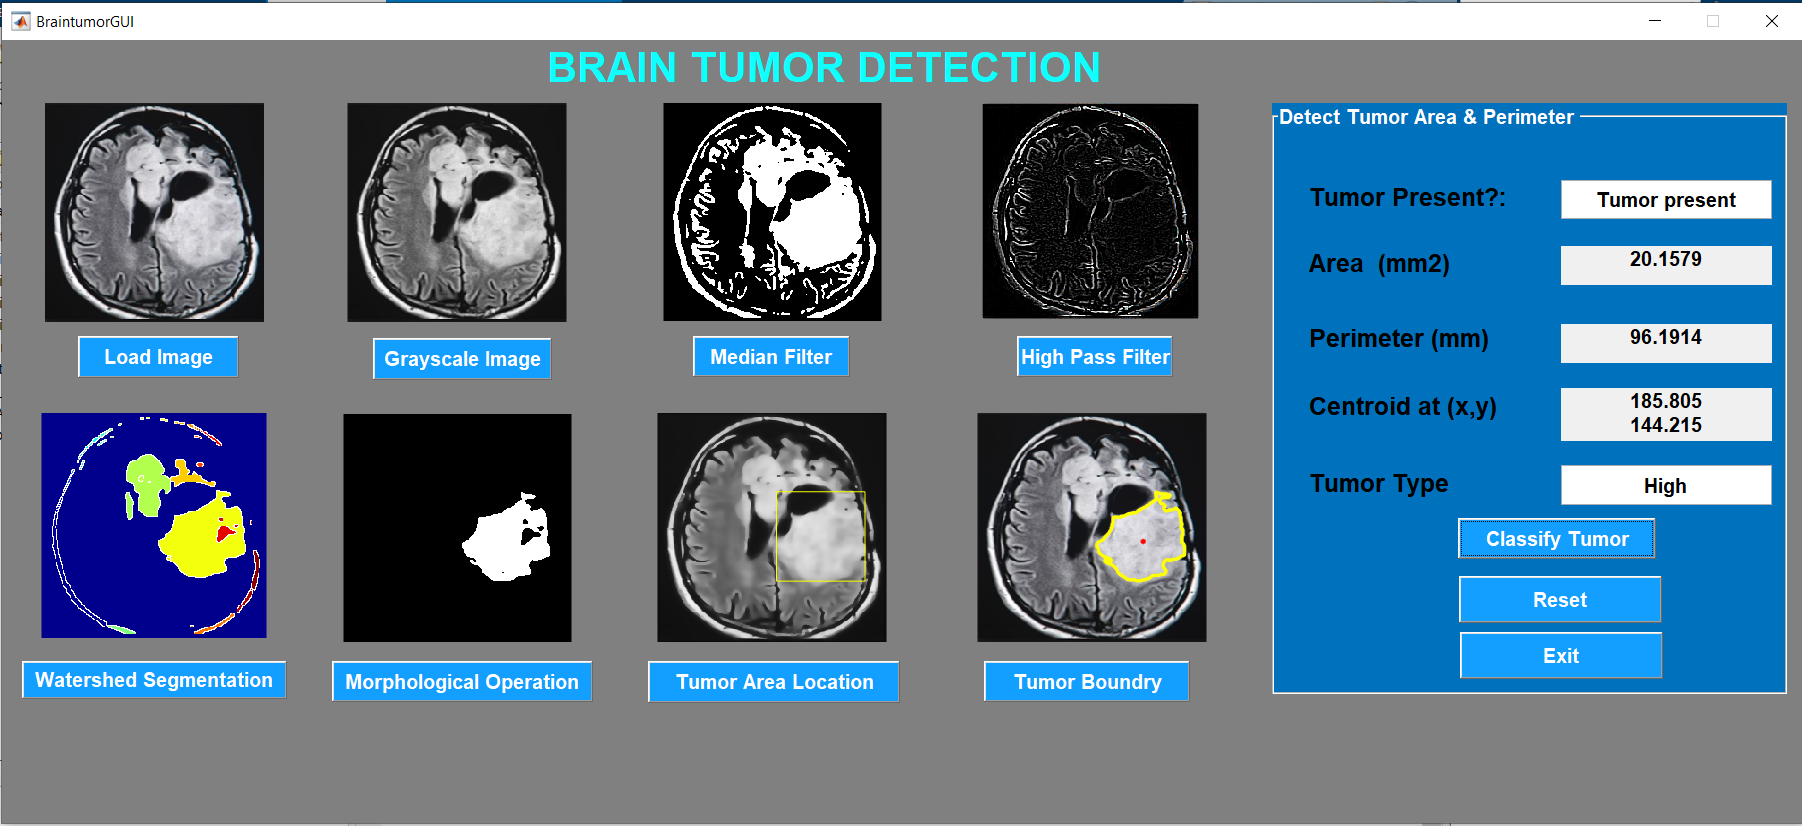 BraintumorGUI
BRAIN TUMOR DETECTION
Load Image
Grayscale Image
Median Filter
High Pass Filter
Watershed Segmentation
Morphological Operation
Tumor Area Location
Tumor Boundry
Detect Tumor Area & Perimeter
Tumor Present?: Tumor present
Area (mm2) 20.1579
Perimeter (mm) 96.1914
Centroid at (x,y) 185.805
144.215
Tumor Type High
Classify Tumor
Reset
Exit